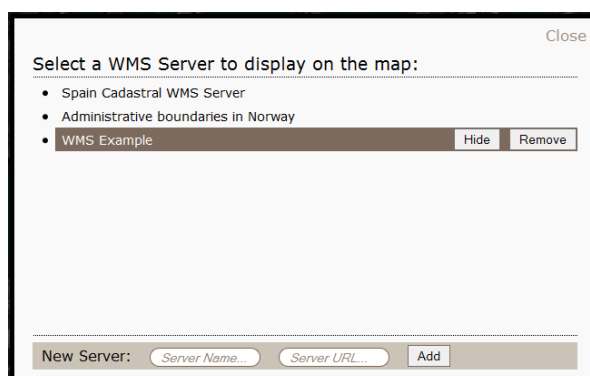 Close
Select a WMS Server to display on the map:
Spain Cadastral WMS Server
Administrative boundaries in Norway
WMS Example Hide Remove
New Server: Server Name... Server URL... Add